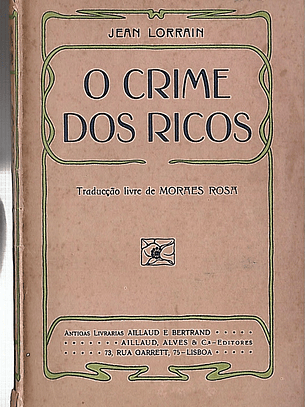 JEAN LORRAIN
O CRIME
DOS RICOS
Traducção livre de MORAES ROSA
ANTIGAS LIVRARIAS AILLAUD E BERTRAND
AILLAUD, ALVES & Cª.-EDITORES
73, RUA GARRETT, 75-LISBOA